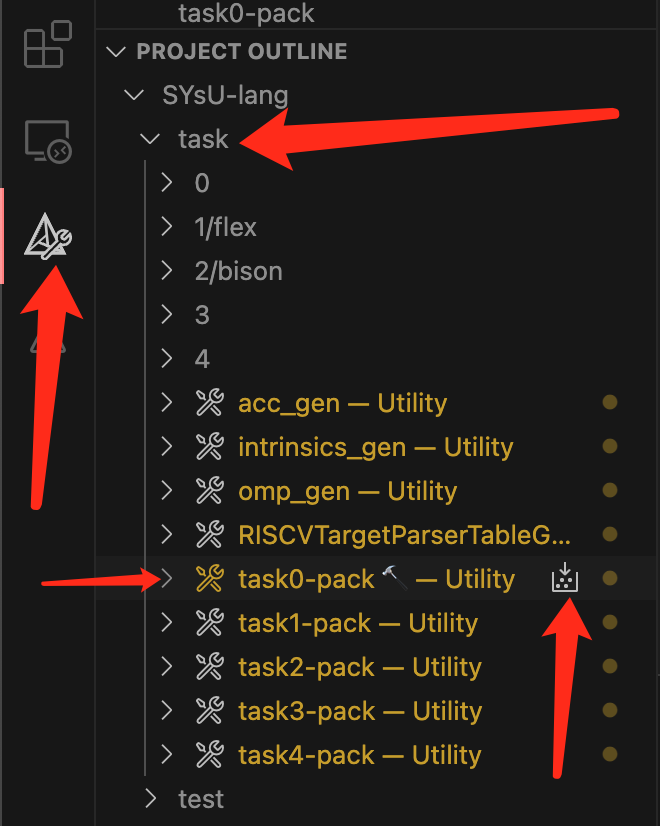 task0-pack
PROJECT OUTLINE
SYsU-lang
task
0
1/flex
2/bison
3
4
acc_gen — Utility
intrinsics_gen — Utility
omp_gen — Utility
RISCVTargetParserTableG...
task0-pack 🔨 — Utility
task1-pack — Utility
task2-pack — Utility
task3-pack — Utility
task4-pack — Utility
test